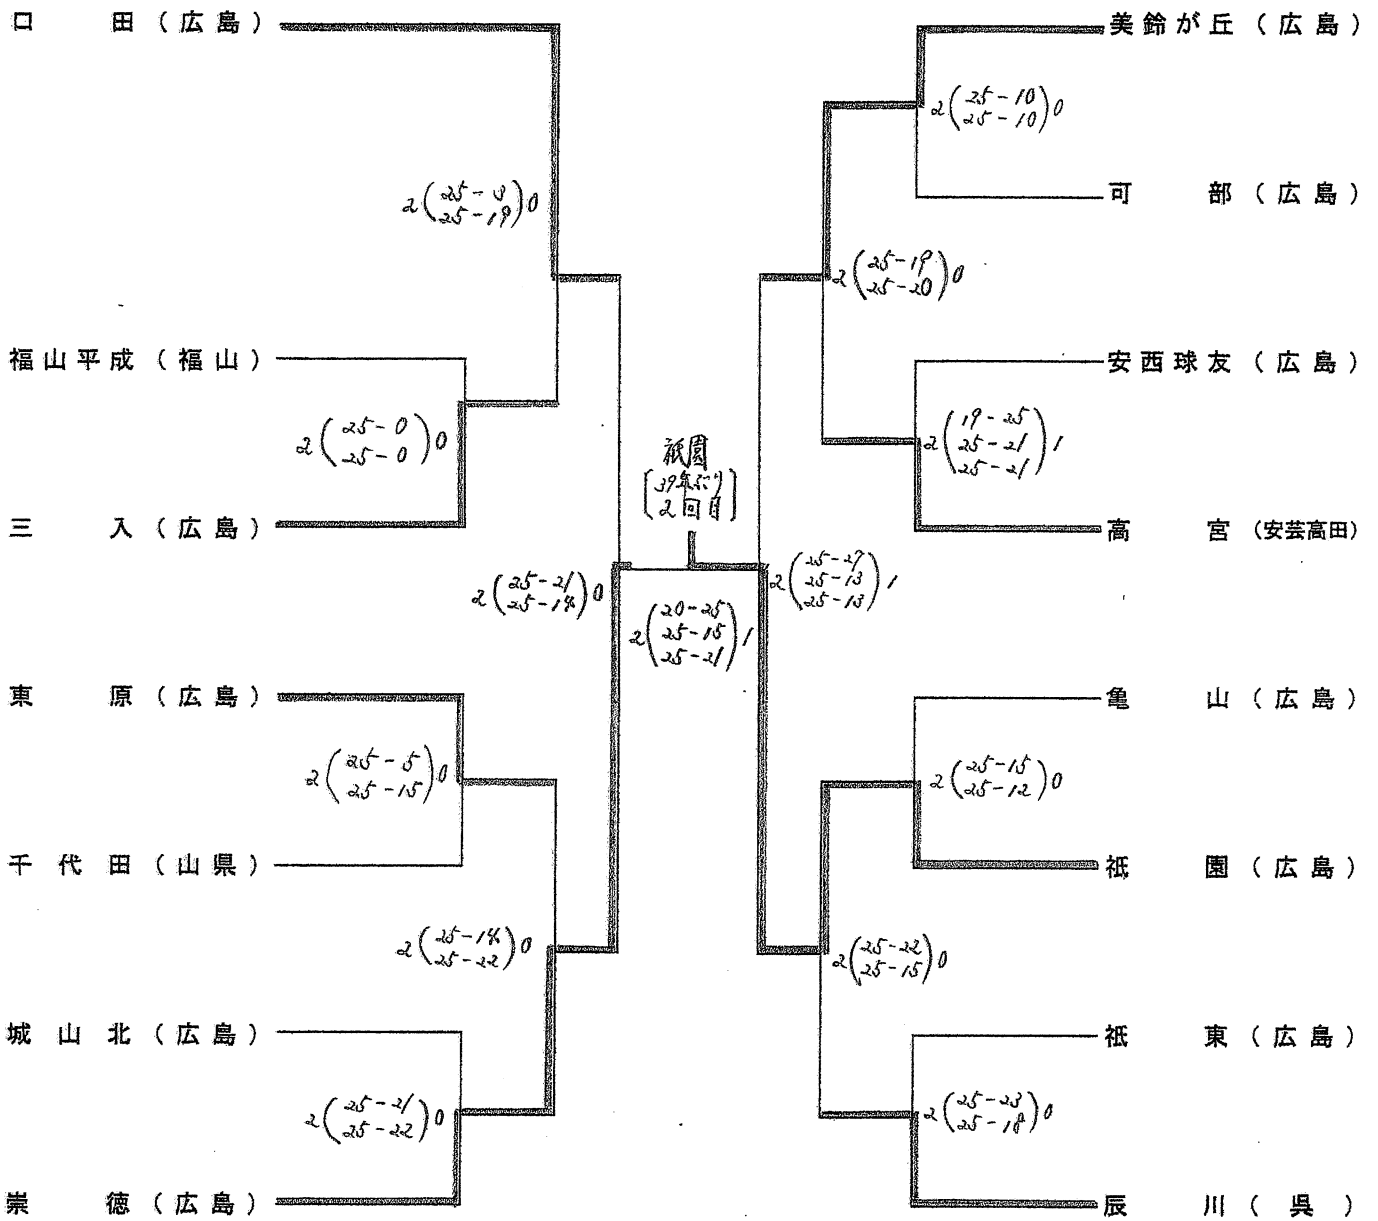 口田（広島）
2(25-8 25-19)0
福山平成（福山）
2(25-0 25-0)0
三入（広島）
2(25-21 25-14)0
東原（広島）
2(25-5 25-15)0
千代田（山県）
2(25-14 25-22)0
城山北（広島）
2(25-21 25-22)0
崇徳（広島）
祇園
[39年ぶり
2回目]
2(20-25 25-15 25-21)1
美鈴が丘（広島）
2(25-10 25-10)0
可部（広島）
2(25-19 25-20)0
安西球友（広島）
2(19-25 25-21 25-21)1
高宮（安芸高田）
2(25-27 25-13 25-13)1
亀山（広島）
2(25-15 25-12)0
祇園（広島）
2(25-22 25-15)0
祇東（広島）
2(25-23 25-18)0
辰川（呉）